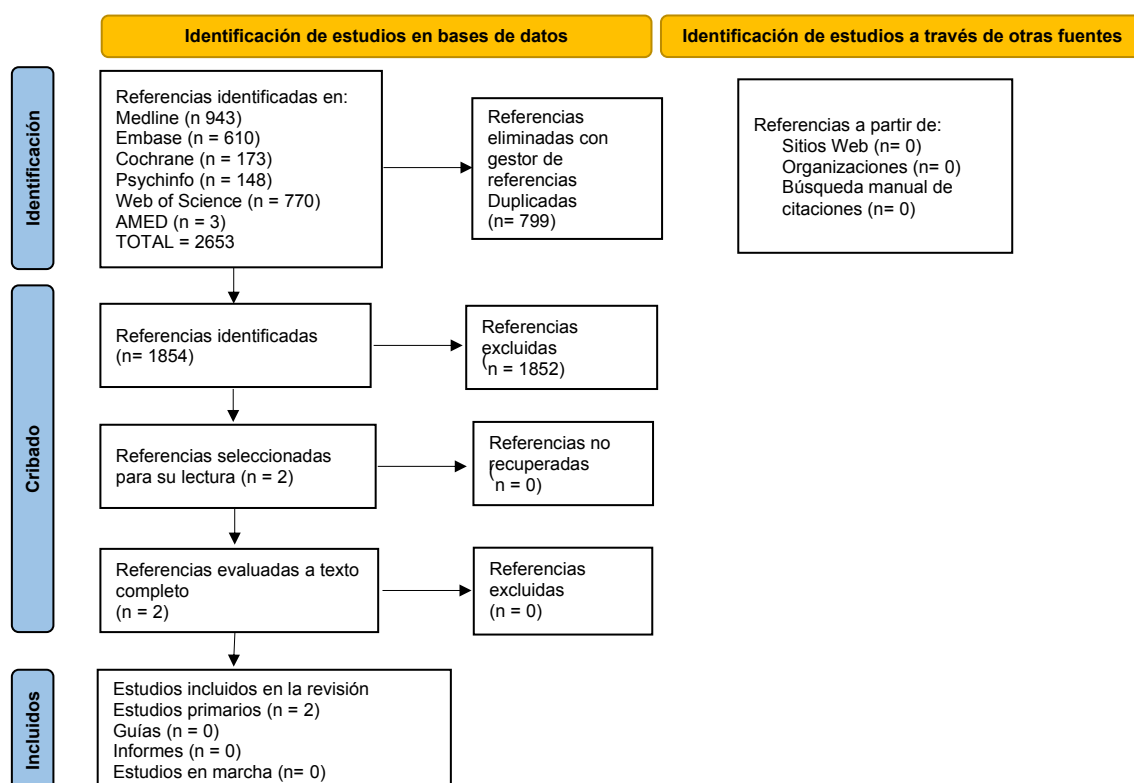 Identificación de estudios en bases de datos
Identificación de estudios a través de otras fuentes
Identificación
Referencias identificadas en:
Medline (n 943)
Embase (n = 610)
Cochrane (n = 173)
Psychinfo (n = 148)
Web of Science (n = 770)
AMED (n = 3)
TOTAL = 2653
Referencias
eliminadas con
gestor de
referencias
Duplicadas
(n= 799)
Referencias a partir de:
Sitios Web (n= 0)
Organizaciones (n= 0)
Búsqueda manual de
citaciones (n= 0)
Cribado
Referencias identificadas
(n= 1854)
Referencias
excluidas
(n = 1852)
Referencias seleccionadas
para su lectura (n = 2)
Referencias no
recuperadas
(n = 0)
Referencias evaluadas a texto
completo
(n = 2)
Referencias
excluidas
(n = 0)
Incluidos
Estudios incluidos en la revisión
Estudios primarios (n = 2)
Guías (n = 0)
Informes (n = 0)
Estudios en marcha (n= 0)